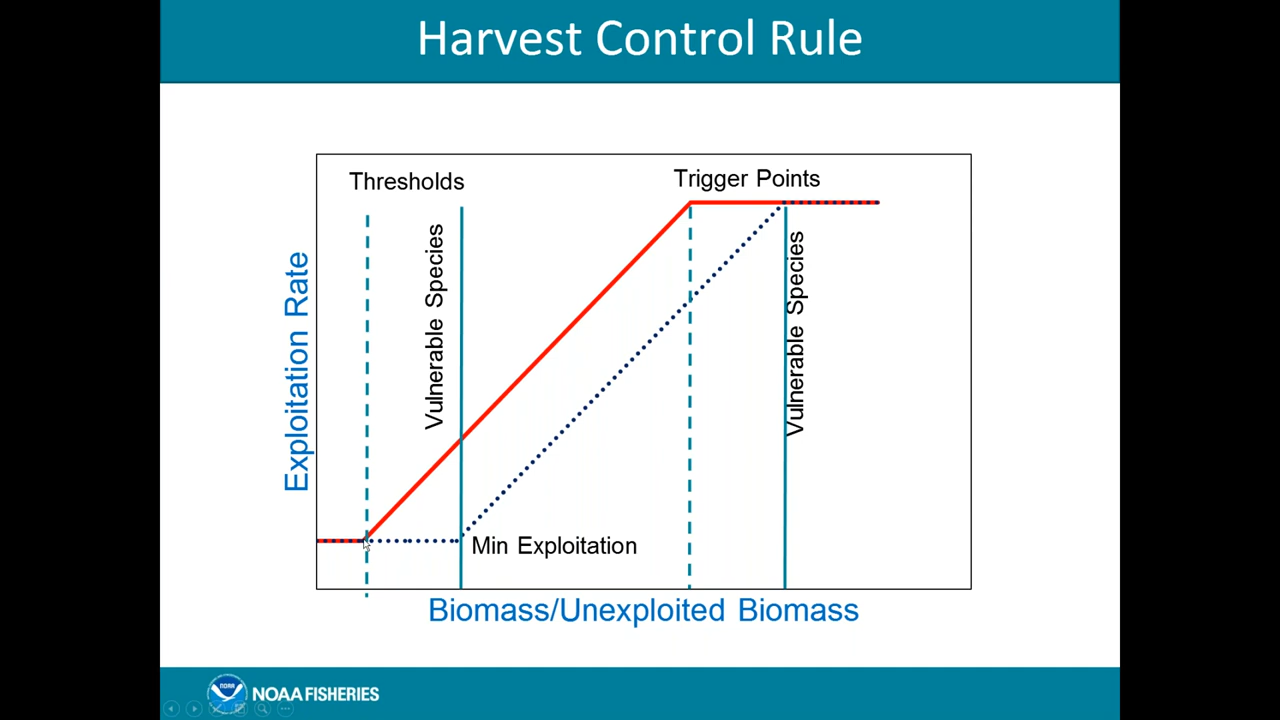 Harvest Control Rule
Thresholds
Trigger Points
Vulnerable Species
Vulnerable Species
Exploitation Rate
Min Exploitation
Biomass/Unexploited Biomass
NOAA
NOAA FISHERIES